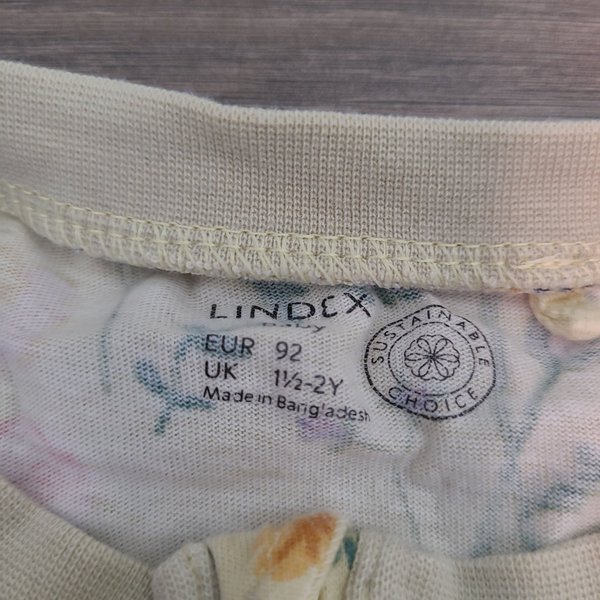 LINDEX
Baby
EUR 92
UK 1½-2Y
Made in Bangladesh
SUSTAINABLE
CHOICE